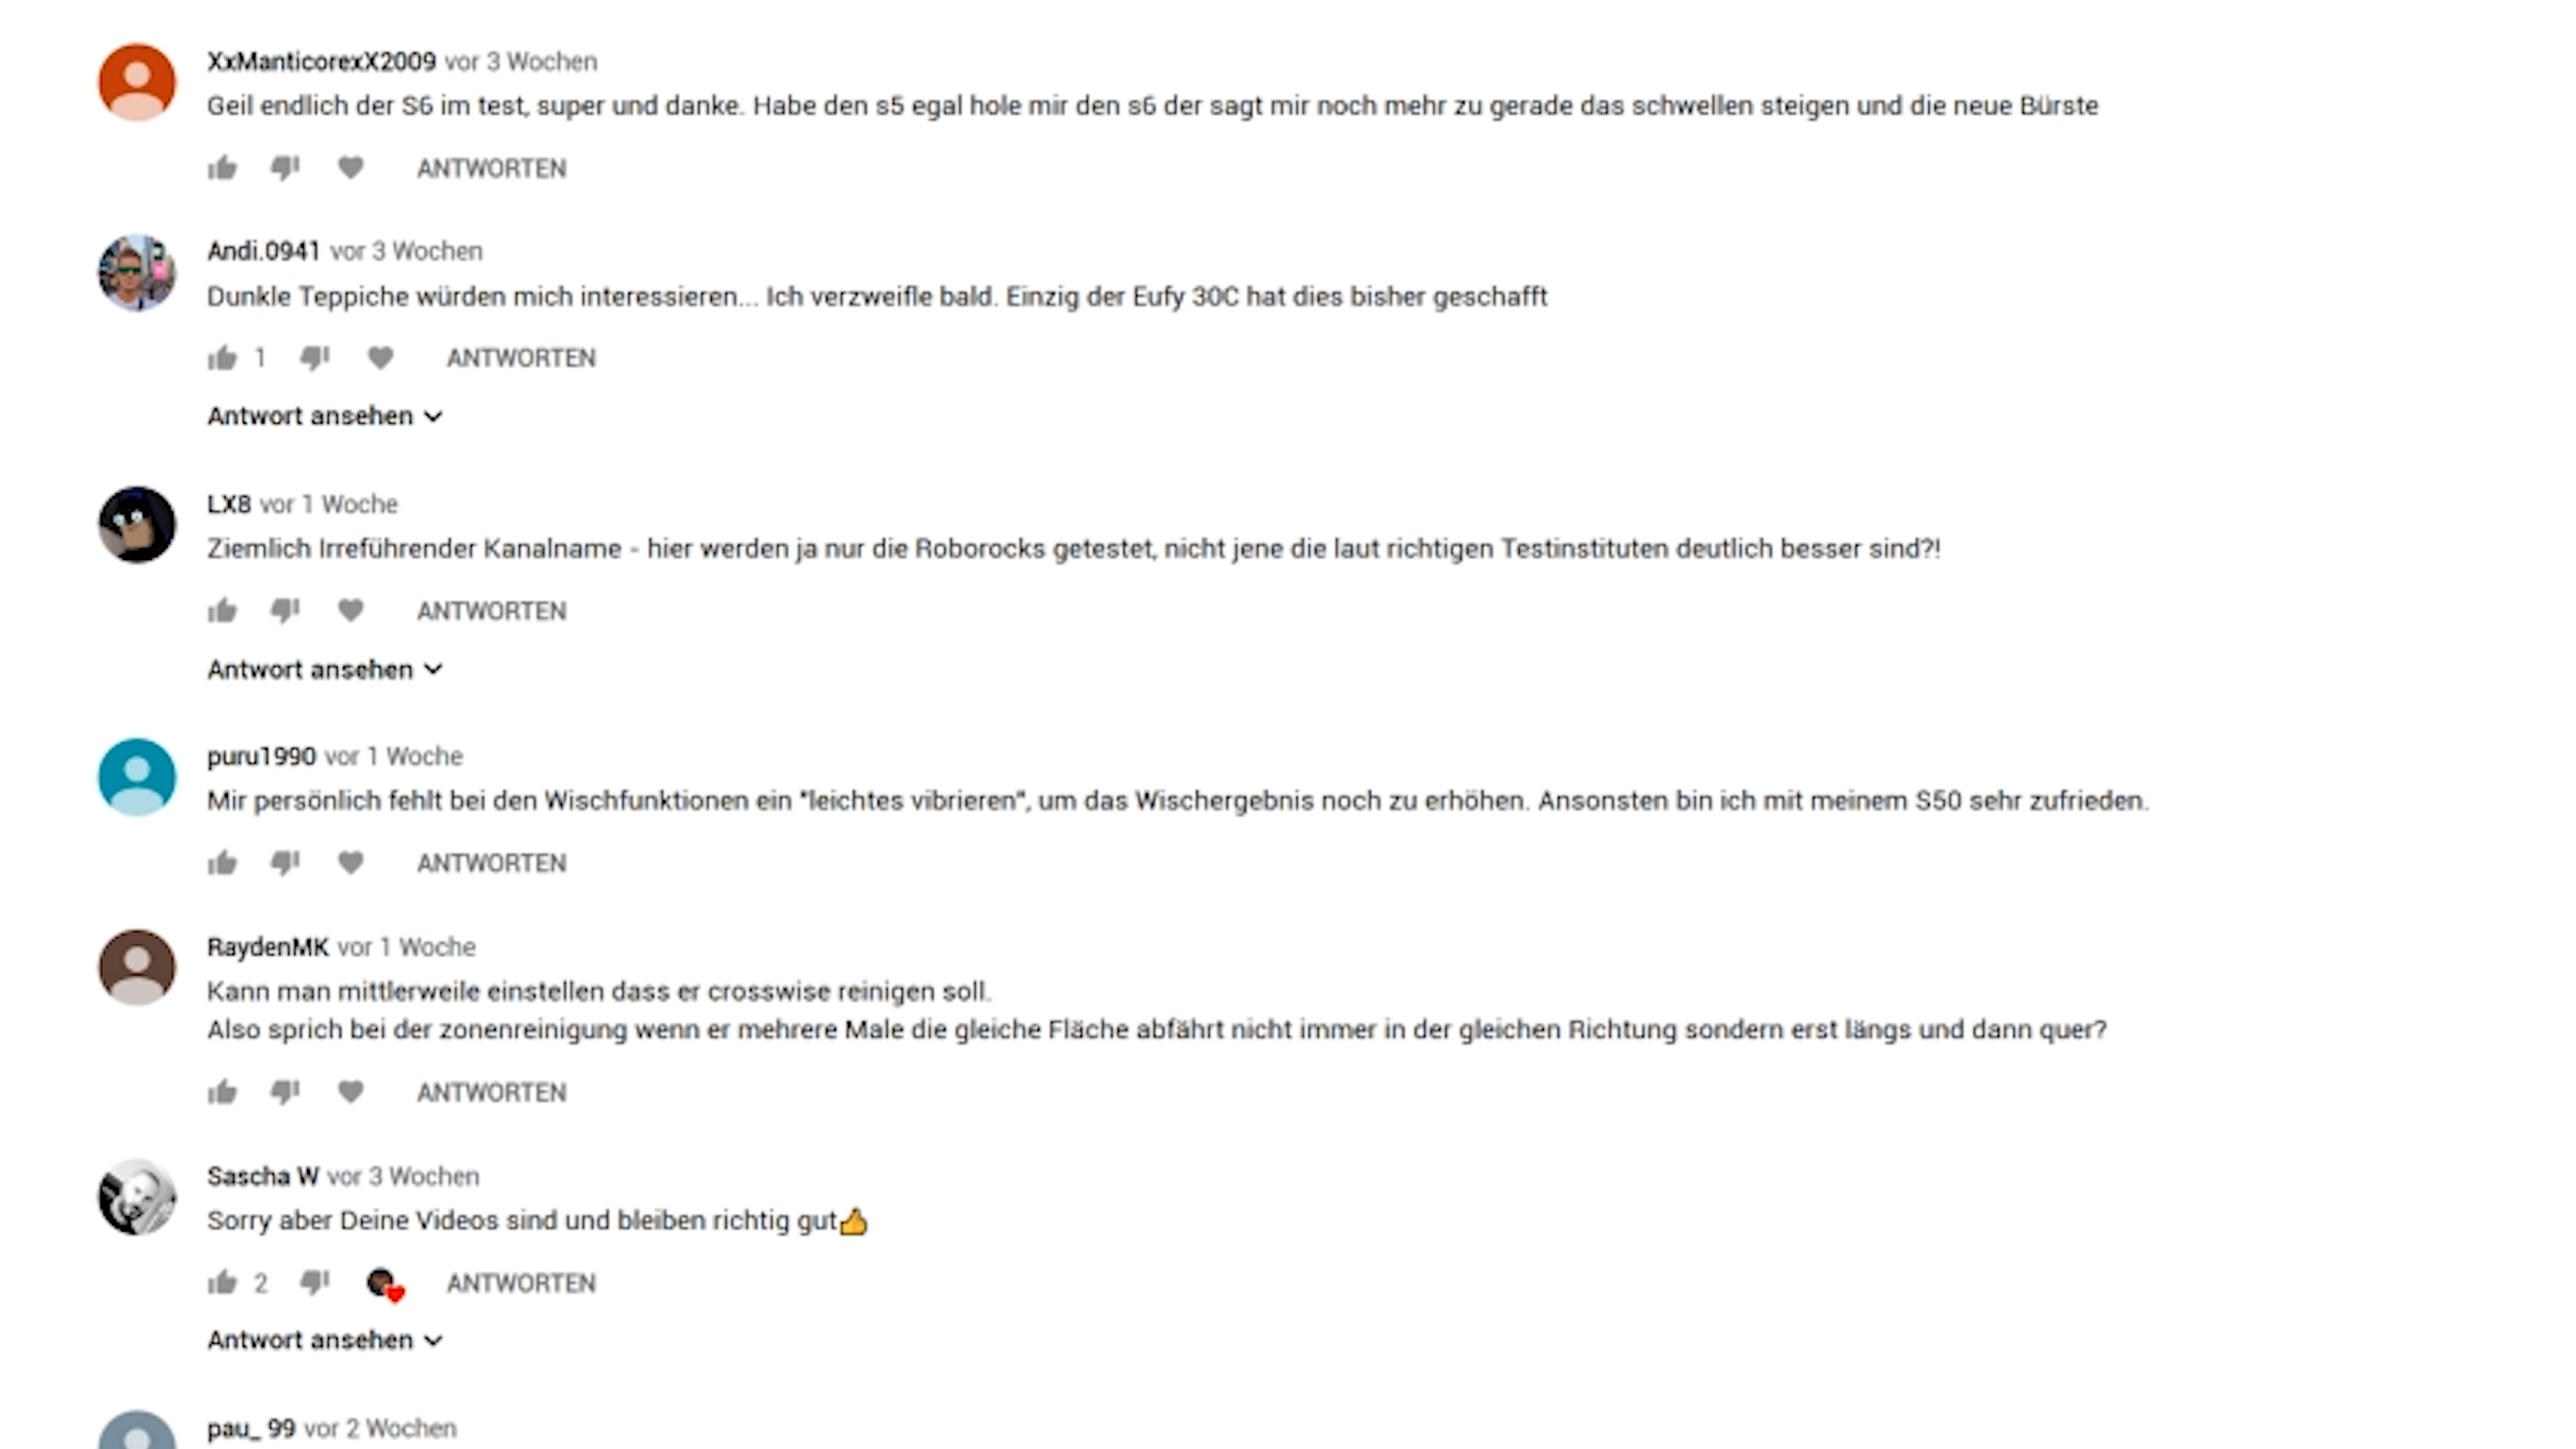 XxManticorexX2009 vor 3 Wochen
Geil endlich der S6 im test, super und danke. Habe den s5 egal hole mir den s6 der sagt mir noch mehr zu gerade das schwellen steigen und die neue Bürste
ANTWORTEN
Andi.0941 vor 3 Wochen
Dunkle Teppiche würden mich interessieren... Ich verzweifle bald. Einzig der Eufy 30C hat dies bisher geschafft
1 ANTWORTEN
Antwort ansehen
LX8 vor 1 Woche
Ziemlich Irreführender Kanalname - hier werden ja nur die Roborocks getestet, nicht jene die laut richtigen Testinstituten deutlich besser sind?!
ANTWORTEN
Antwort ansehen
puru1990 vor 1 Woche
Mir persönlich fehlt bei den Wischfunktionen ein "leichtes vibrieren", um das Wischergebnis noch zu erhöhen. Ansonsten bin ich mit meinem S50 sehr zufrieden.
ANTWORTEN
RaydenMK vor 1 Woche
Kann man mittlerweile einstellen dass er crosswise reinigen soll.
Also sprich bei der zonenreinigung wenn er mehrere Male die gleiche Fläche abfährt nicht immer in der gleichen Richtung sondern erst längs und dann quer?
ANTWORTEN
Sascha W vor 3 Wochen
Sorry aber Deine Videos sind und bleiben richtig gut👍
2 ANTWORTEN
Antwort ansehen
pau_ 99 vor 2 Wochen